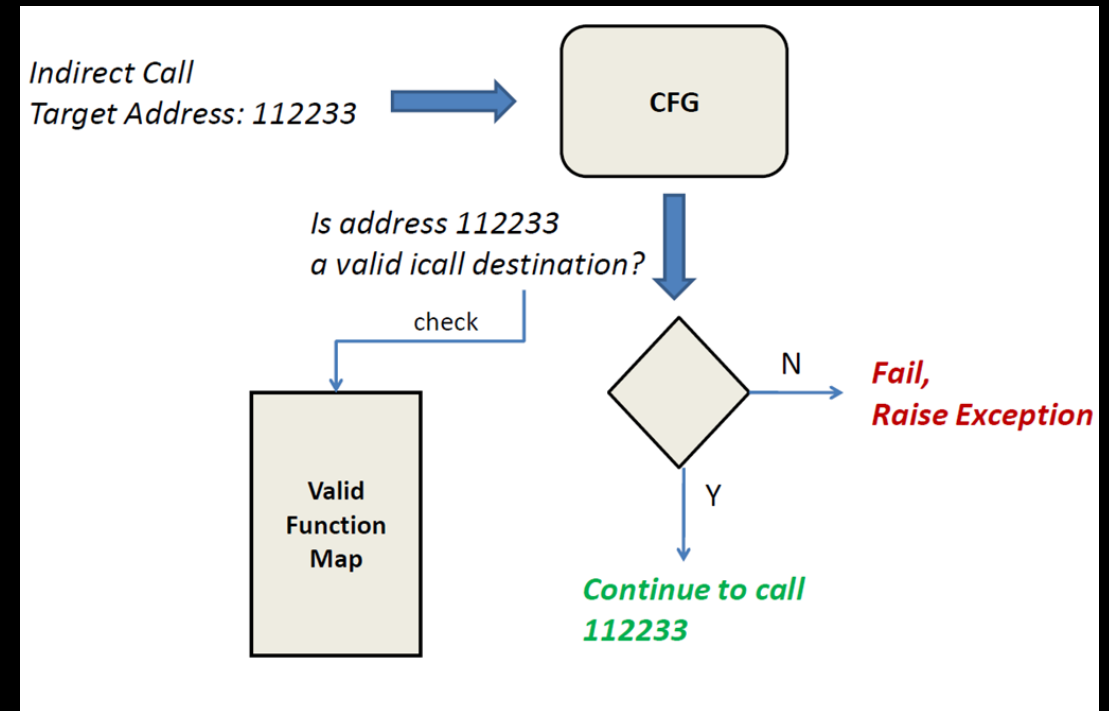 Indirect Call
Target Address: 112233
CFG
Is address 112233
a valid icall destination?
check
N
Fail,
Raise Exception
Valid
Function
Map
Y
Continue to call
112233